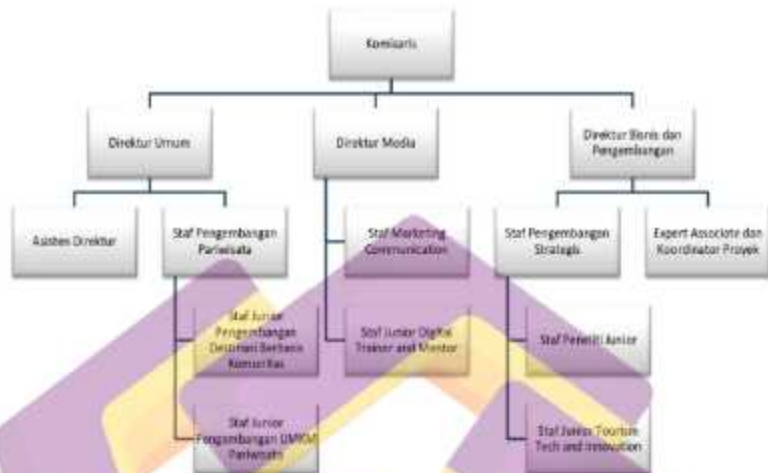 Komisaris
Direktur Umum
Direktur Media
Direktur Bisnis dan
Pengembangan
Asisten Direktur
Staf Pengembangan
Pariwisata
Staf Marketing
Communication
Staf Pengembangan
Strategis
Expert Associate dan
Koordinator Proyek
Staf Junior
Pengembangan
Destinasi Berbasis
Komunitas
Staf Junior Digital
Trainer and Mentor
Staf Peneliti Junior
Staf Junior
Pengembangan UMKM
Pariwisata
Staf Junior Tourism
Tech and Innovation